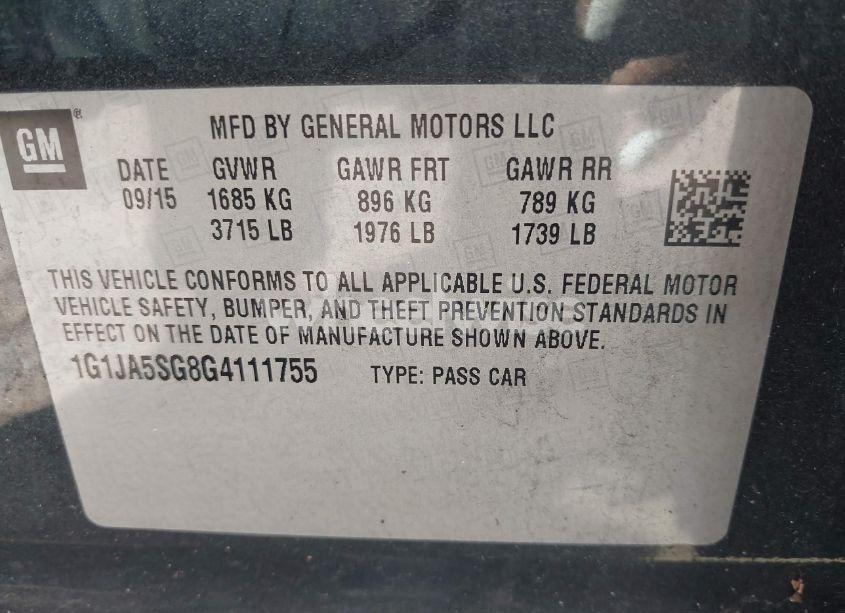 GM
MFD BY GENERAL MOTORS LLC
DATE GVWR GAWR FRT GAWR RR
09/15 1685 KG 896 KG 789 KG
3715 LB 1976 LB 1739 LB
THIS VEHICLE CONFORMS TO ALL APPLICABLE U.S. FEDERAL MOTOR
VEHICLE SAFETY, BUMPER, AND THEFT PREVENTION STANDARDS IN
EFFECT ON THE DATE OF MANUFACTURE SHOWN ABOVE.
1G1JA5SG8G4111755 TYPE: PASS CAR